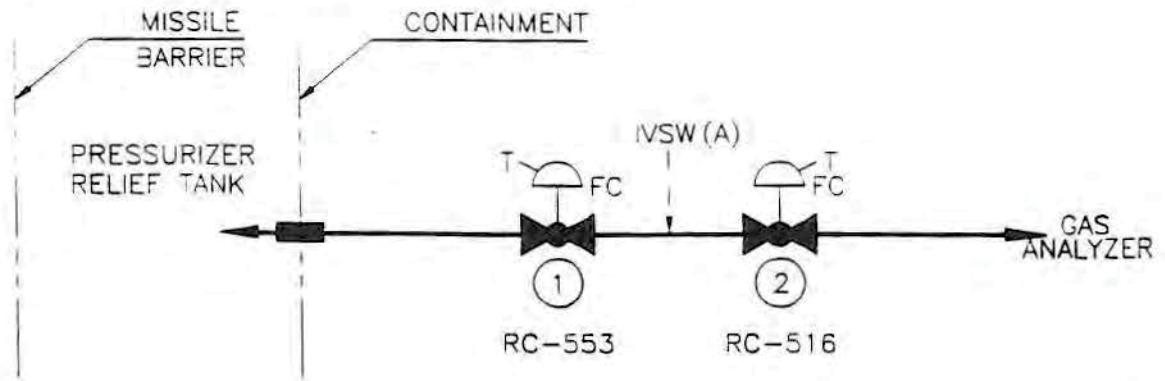 MISSILE
BARRIER
CONTAINMENT
PRESSURIZER
RELIEF TANK
IVSW (A)
T
FC
T
FC
GAS
ANALYZER
1
2
RC-553
RC-516